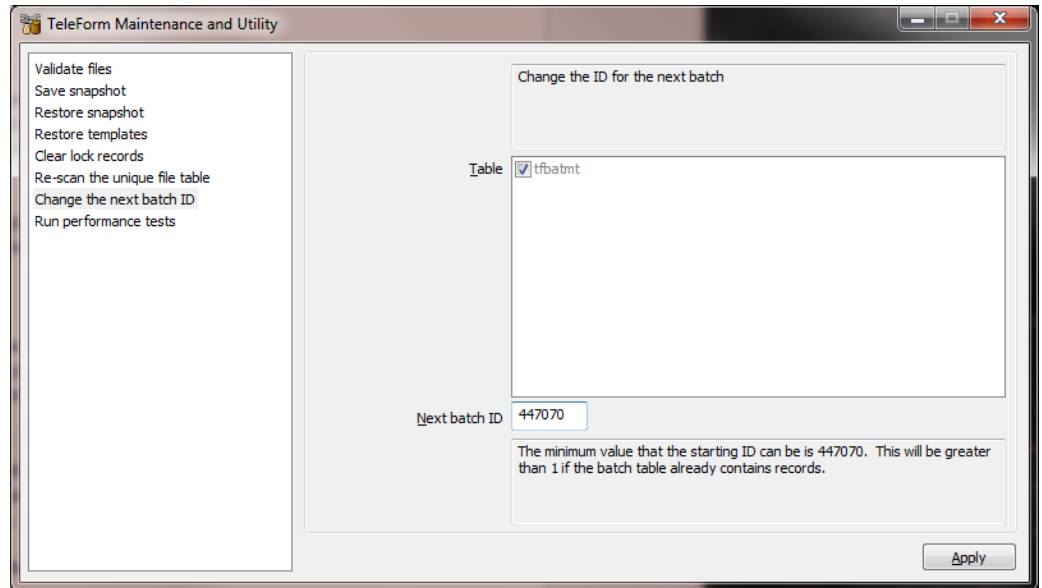 TeleForm Maintenance and Utility
Validate files
Save snapshot
Restore snapshot
Restore templates
Clear lock records
Re-scan the unique file table
Change the next batch ID
Run performance tests
Change the ID for the next batch
Table
tfbatmt
Next batch ID
447070
The minimum value that the starting ID can be is 447070. This will be greater
than 1 if the batch table already contains records.
Apply